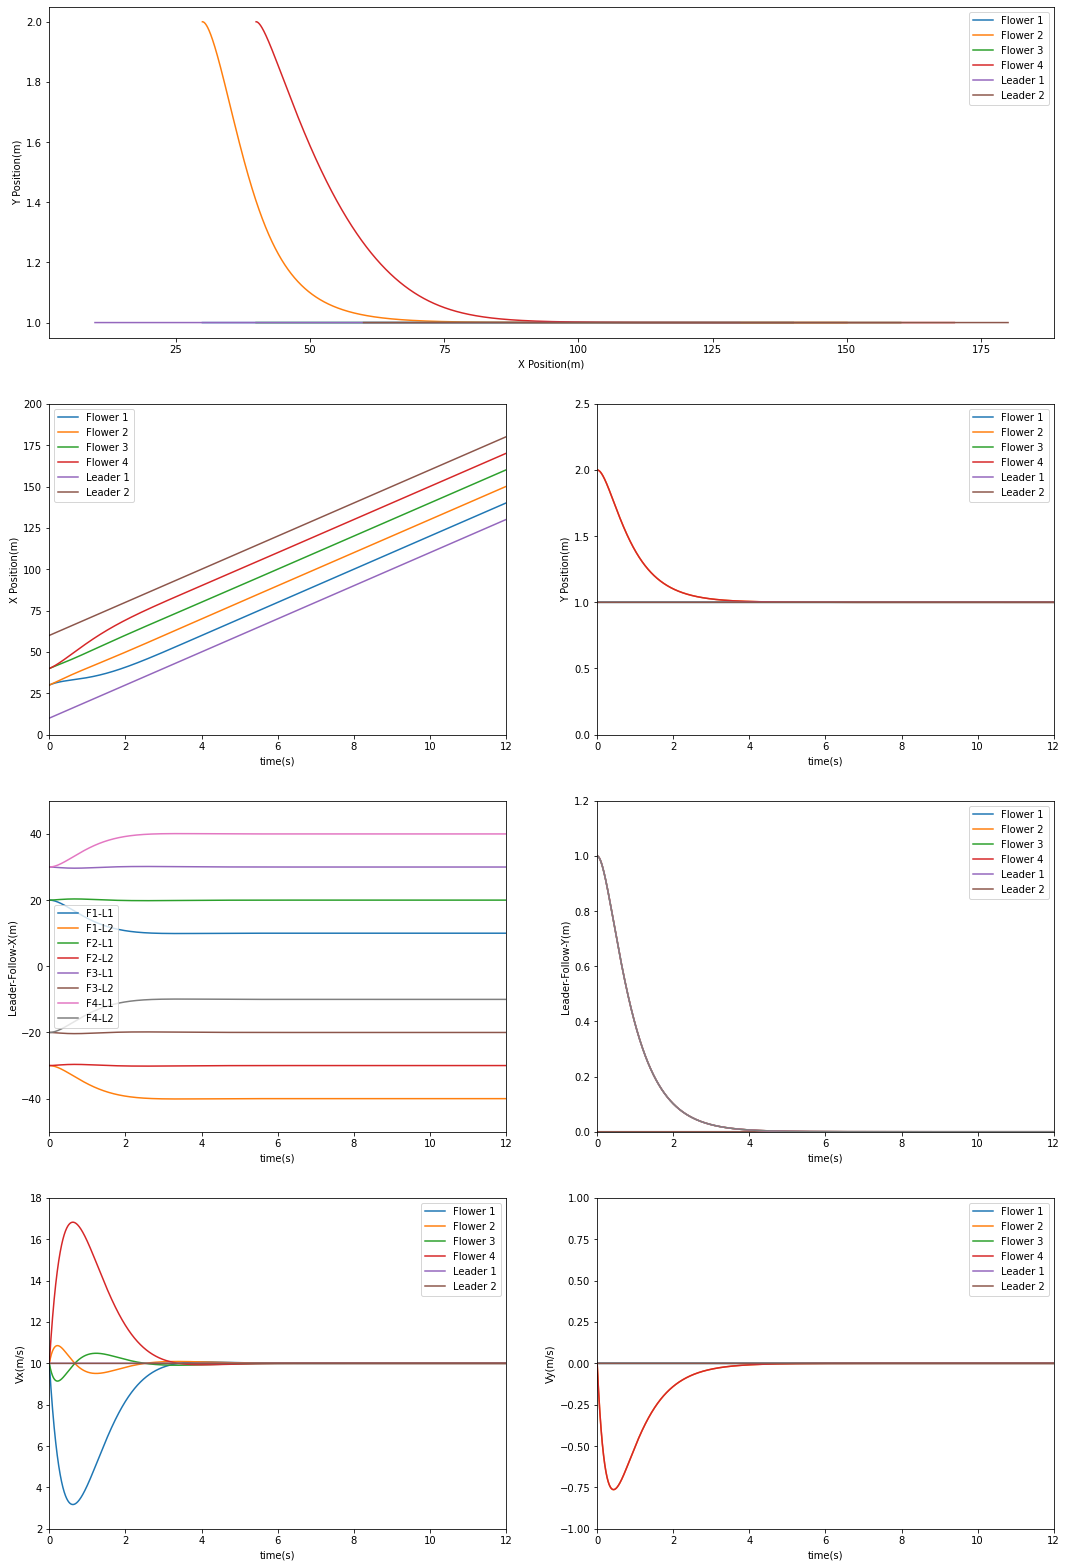 2.0
1.8
1.6
1.4
1.2
1.0
Y Position(m)
Flower 1
Flower 2
Flower 3
Flower 4
Leader 1
Leader 2
25 50 75 100 125 150 175
X Position(m)
200
175
150
125
100
75
50
25
0
X Position(m)
Flower 1
Flower 2
Flower 3
Flower 4
Leader 1
Leader 2
0 2 4 6 8 10 12
time(s)
2.5
2.0
1.5
1.0
0.5
0.0
Y Position(m)
Flower 1
Flower 2
Flower 3
Flower 4
Leader 1
Leader 2
0 2 4 6 8 10 12
time(s)
40
20
0
−20
−40
Leader-Follow-X(m)
F1-L1
F1-L2
F2-L1
F2-L2
F3-L1
F3-L2
F4-L1
F4-L2
0 2 4 6 8 10 12
time(s)
1.2
1.0
0.8
0.6
0.4
0.2
0.0
Leader-Follow-Y(m)
Flower 1
Flower 2
Flower 3
Flower 4
Leader 1
Leader 2
0 2 4 6 8 10 12
time(s)
18
16
14
12
10
8
6
4
2
Vx(m/s)
Flower 1
Flower 2
Flower 3
Flower 4
Leader 1
Leader 2
0 2 4 6 8 10 12
time(s)
1.00
0.75
0.50
0.25
0.00
−0.25
−0.50
−0.75
−1.00
Vy(m/s)
Flower 1
Flower 2
Flower 3
Flower 4
Leader 1
Leader 2
0 2 4 6 8 10 12
time(s)